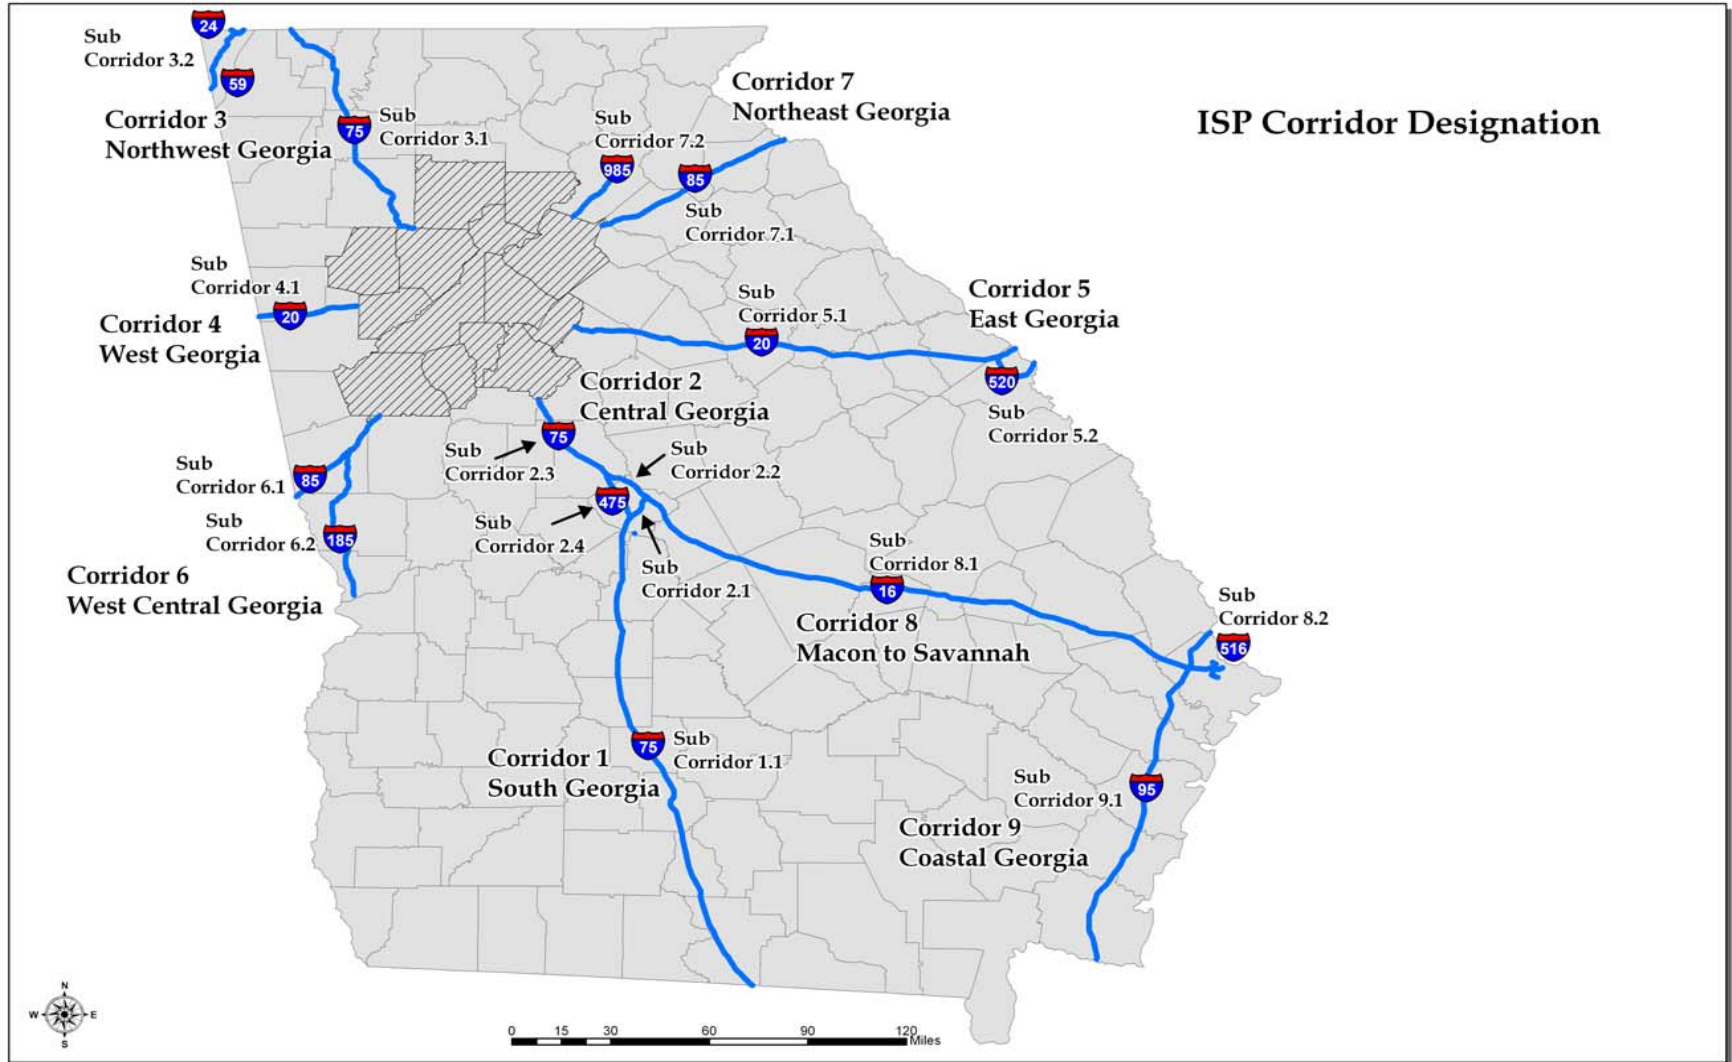 24
Sub
Corridor 3.2
59
Corridor 3
Northwest Georgia
75
Sub
Corridor 3.1
Corridor 7
Northeast Georgia
Sub
Corridor 7.2
985
85
Sub
Corridor 7.1
ISP Corridor Designation
Sub
Corridor 4.1
20
Corridor 4
West Georgia
Sub
Corridor 5.1
20
Corridor 5
East Georgia
520
Sub
Corridor 5.2
Corridor 2
Central Georgia
75
Sub
Corridor 2.3
Sub
Corridor 2.2
475
Sub
Corridor 2.4
Sub
Corridor 2.1
Sub
Corridor 6.1
85
Sub
Corridor 6.2
185
Corridor 6
West Central Georgia
Sub
Corridor 8.1
16
Corridor 8
Macon to Savannah
Sub
Corridor 8.2
516
75
Sub
Corridor 1.1
Corridor 1
South Georgia
Sub
Corridor 9.1
95
Corridor 9
Coastal Georgia
N
W E
S
0 15 30 60 90 120
Miles